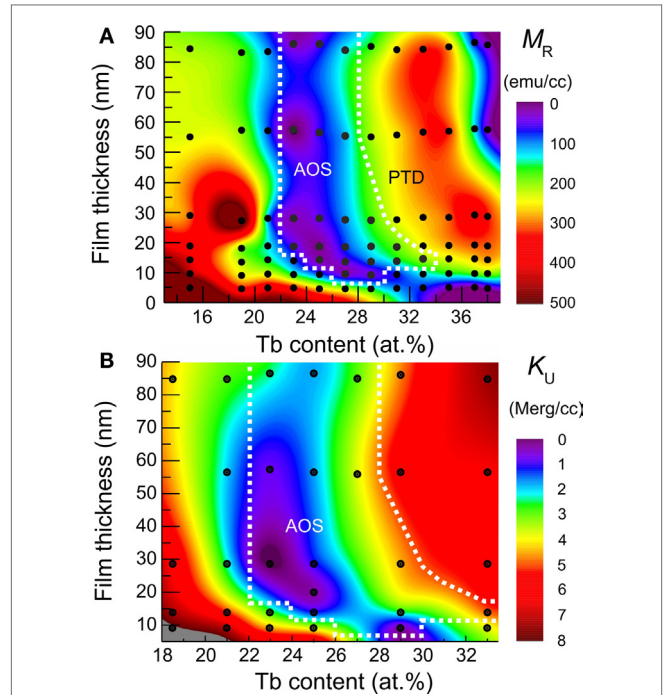 A
M_R
(emu/cc)
Film thickness (nm)
90
80
70
60
50
40
30
20
10
0
AOS
PTD
0
100
200
300
400
500
16 20 24 28 32 36
Tb content (at.%)
B
K_U
(Merg/cc)
Film thickness (nm)
90
80
70
60
50
40
30
20
10
AOS
0
1
2
3
4
5
6
7
8
18 20 22 24 26 28 30 32
Tb content (at.%)